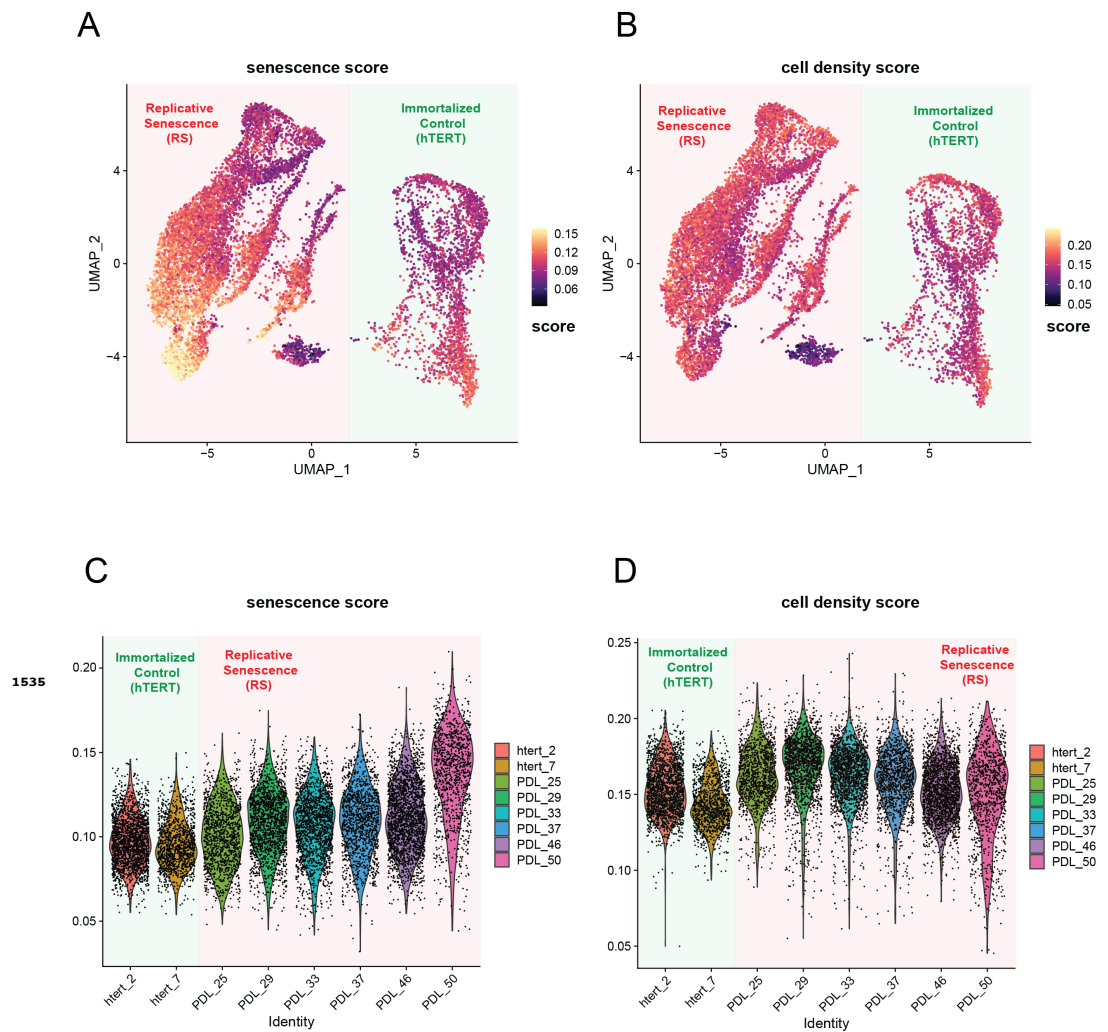 A
senescence score
Replicative
Senescence
(RS)
Immortalized
Control
(hTERT)
4
0
−4
−5
0
5
UMAP_2
UMAP_1
0.15
0.12
0.09
0.06
score
B
cell density score
Replicative
Senescence
(RS)
Immortalized
Control
(hTERT)
4
0
−4
−5
0
5
UMAP_2
UMAP_1
0.20
0.15
0.10
0.05
score
C
senescence score
1535
Immortalized
Control
(hTERT)
Replicative
Senescence
(RS)
0.20
0.15
0.10
0.05
htert_2
htert_7
PDL_25
PDL_29
PDL_33
PDL_37
PDL_46
PDL_50
Identity
htert_2
htert_7
PDL_25
PDL_29
PDL_33
PDL_37
PDL_46
PDL_50
D
cell density score
Immortalized
Control
(hTERT)
Replicative
Senescence
(RS)
0.25
0.20
0.15
0.10
0.05
htert_2
htert_7
PDL_25
PDL_29
PDL_33
PDL_37
PDL_46
PDL_50
Identity
htert_2
htert_7
PDL_25
PDL_29
PDL_33
PDL_37
PDL_46
PDL_50